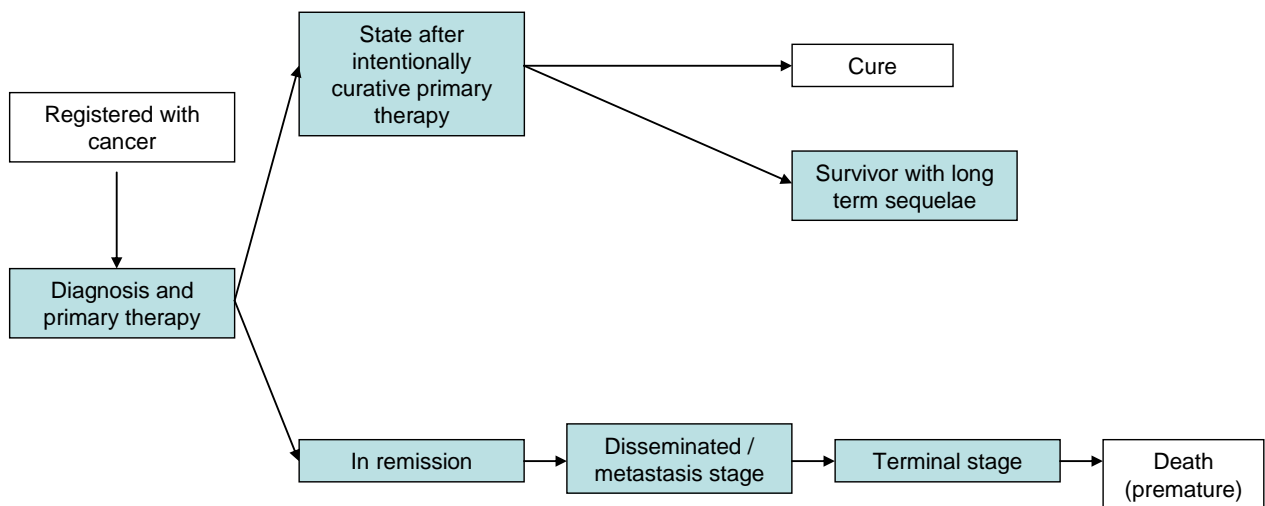 State after
intentionally
curative primary
therapy
Cure
Registered with
cancer
Survivor with long
term sequelae
Diagnosis and
primary therapy
In remission
Disseminated /
metastasis stage
Terminal stage
Death
(premature)